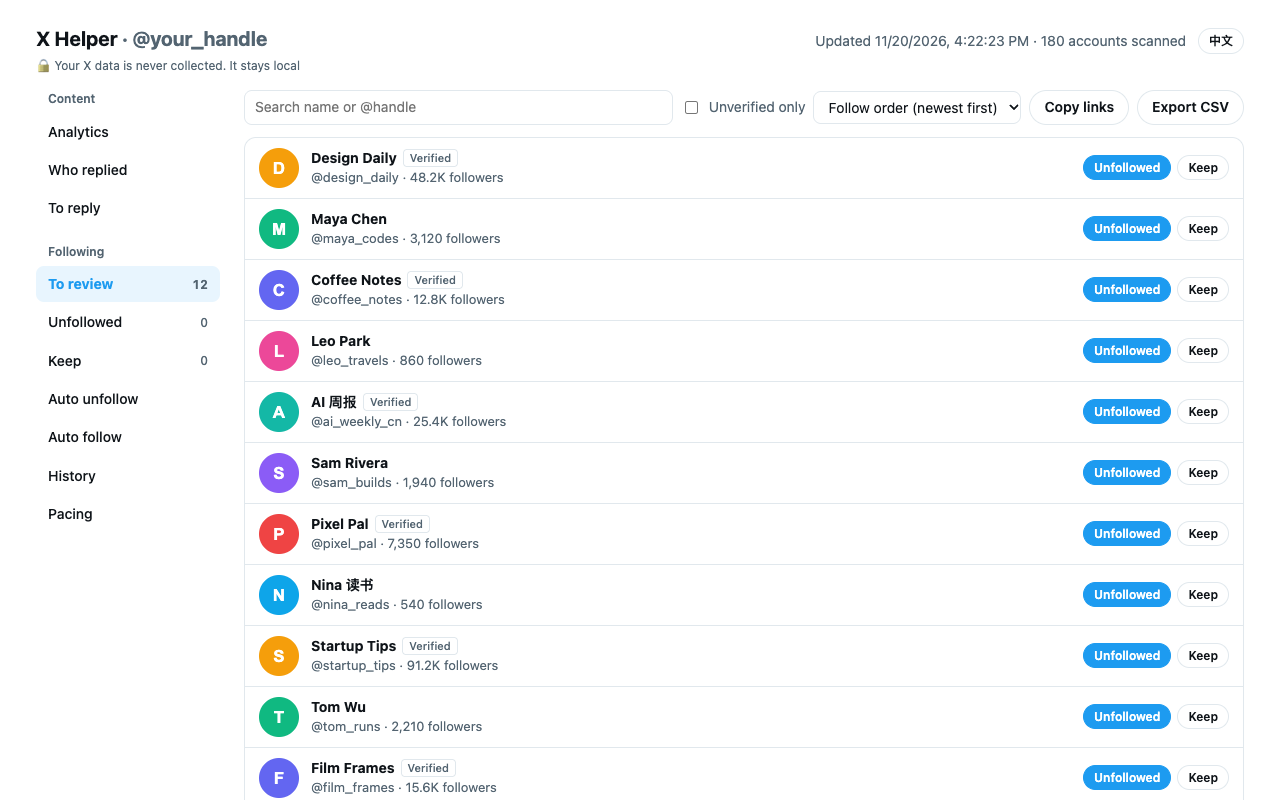 X Helper · @your_handle
🔒 Your X data is never collected. It stays local
Updated 11/20/2026, 4:22:23 PM · 180 accounts scanned
中文
Content
Analytics
Who replied
To reply
Following
To review 12
Unfollowed 0
Keep 0
Auto unfollow
Auto follow
History
Pacing
Search name or @handle
Unverified only
Follow order (newest first)
Copy links
Export CSV
D
Design Daily Verified
@design_daily · 48.2K followers
Unfollowed Keep
M
Maya Chen
@maya_codes · 3,120 followers
Unfollowed Keep
C
Coffee Notes Verified
@coffee_notes · 12.8K followers
Unfollowed Keep
L
Leo Park
@leo_travels · 860 followers
Unfollowed Keep
A
AI 周报 Verified
@ai_weekly_cn · 25.4K followers
Unfollowed Keep
S
Sam Rivera
@sam_builds · 1,940 followers
Unfollowed Keep
P
Pixel Pal Verified
@pixel_pal · 7,350 followers
Unfollowed Keep
N
Nina 读书
@nina_reads · 540 followers
Unfollowed Keep
S
Startup Tips Verified
@startup_tips · 91.2K followers
Unfollowed Keep
T
Tom Wu
@tom_runs · 2,210 followers
Unfollowed Keep
F
Film Frames Verified
@film_frames · 15.6K followers
Unfollowed Keep